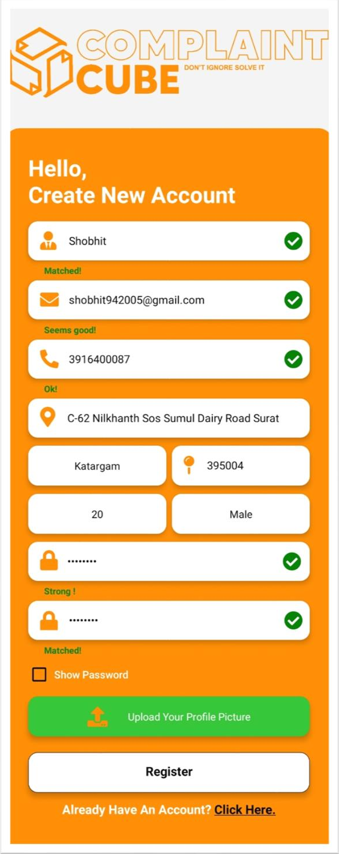 COMPLAINT
CUBE DON'T IGNORE SOLVE IT
Hello,
Create New Account
Shobhit
Matched!
shobhit942005@gmail.com
Seems good!
3916400087
Ok!
C-62 Nilkhanth Sos Sumul Dairy Road Surat
Katargam 395004
20 Male
••••••••
Strong !
••••••••
Matched!
Show Password
Upload Your Profile Picture
Register
Already Have An Account? Click Here.